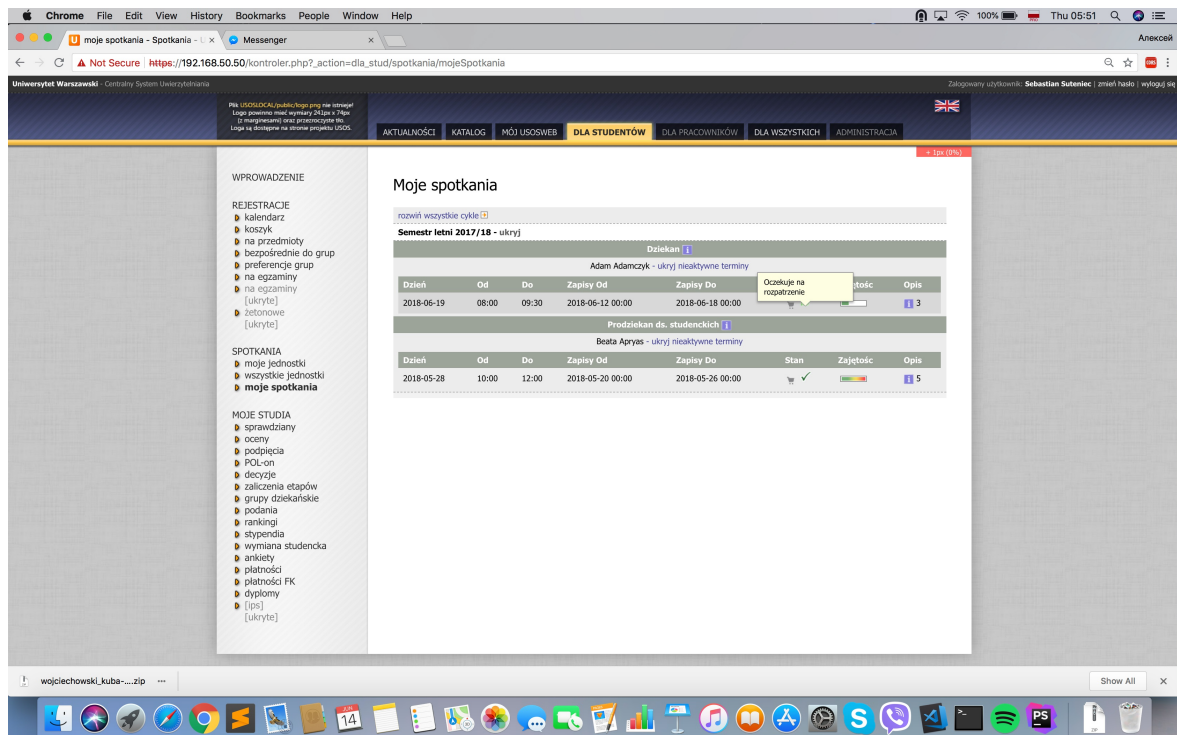 Chrome File Edit View History Bookmarks People Window Help 100% Thu 05:51
moje spotkania - Spotkania - U × Messenger × Алексей
Not Secure https://192.168.50.50/kontroler.php?_action=dla_stud/spotkania/mojeSpotkania
Uniwersytet Warszawski - Centralny System Uwierzytelniania Zalogowany użytkownik: Sebastian Suteniec | zmień hasło | wyloguj się
Plik USOSLOCAL/public/logo.png nie istnieje!
Logo powinno mieć wymiary 241px x 74px
(z marginesami) oraz przezroczyste tło.
Loga są dostępne na stronie projektu USOS.
AKTUALNOŚCI KATALOG MÓJ USOSWEB DLA STUDENTÓW DLA PRACOWNIKÓW DLA WSZYSTKICH ADMINISTRACJA
+ 1px (0%)
WPROWADZENIE
REJESTRACJE
kalendarz
koszyk
na przedmioty
bezpośrednie do grup
preferencje grup
na egzaminy
na egzaminy
[ukryte]
żetonowe
[ukryte]
SPOTKANIA
moje jednostki
wszystkie jednostki
moje spotkania
MOJE STUDIA
sprawdziany
oceny
podpięcia
POL-on
decyzje
zaliczenia etapów
grupy dziekańskie
podania
rankingi
stypendia
wymiana studencka
ankiety
płatności
płatności FK
dyplomy
[ips]
[ukryte]
Moje spotkania
rozwiń wszystkie cykle
Semestr letni 2017/18 - ukryj
Dziekan i
Adam Adamczyk - ukryj nieaktywne terminy
Oczekuje na
rozpatrzenie
Dzień Od Do Zapisy Od Zapisy Do tośc Opis
2018-06-19 08:00 09:30 2018-06-12 00:00 2018-06-18 00:00 i 3
Prodziekan ds. studenckich i
Beata Apryas - ukryj nieaktywne terminy
Dzień Od Do Zapisy Od Zapisy Do Stan Zajętośc Opis
2018-05-28 10:00 12:00 2018-05-20 00:00 2018-05-26 00:00 i 5
wojciechowski_kuba-....zip Show All
JUN
14
PS
ZIP